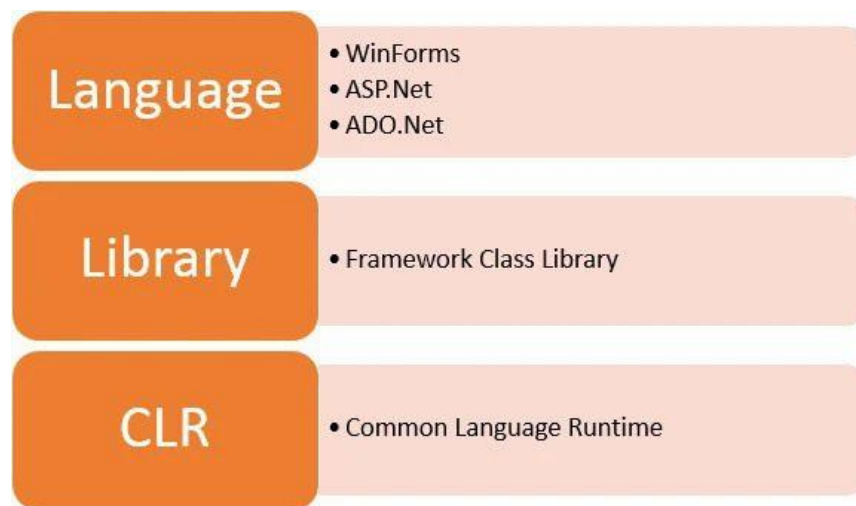 Language
• WinForms
• ASP.Net
• ADO.Net
Library
• Framework Class Library
CLR
• Common Language Runtime